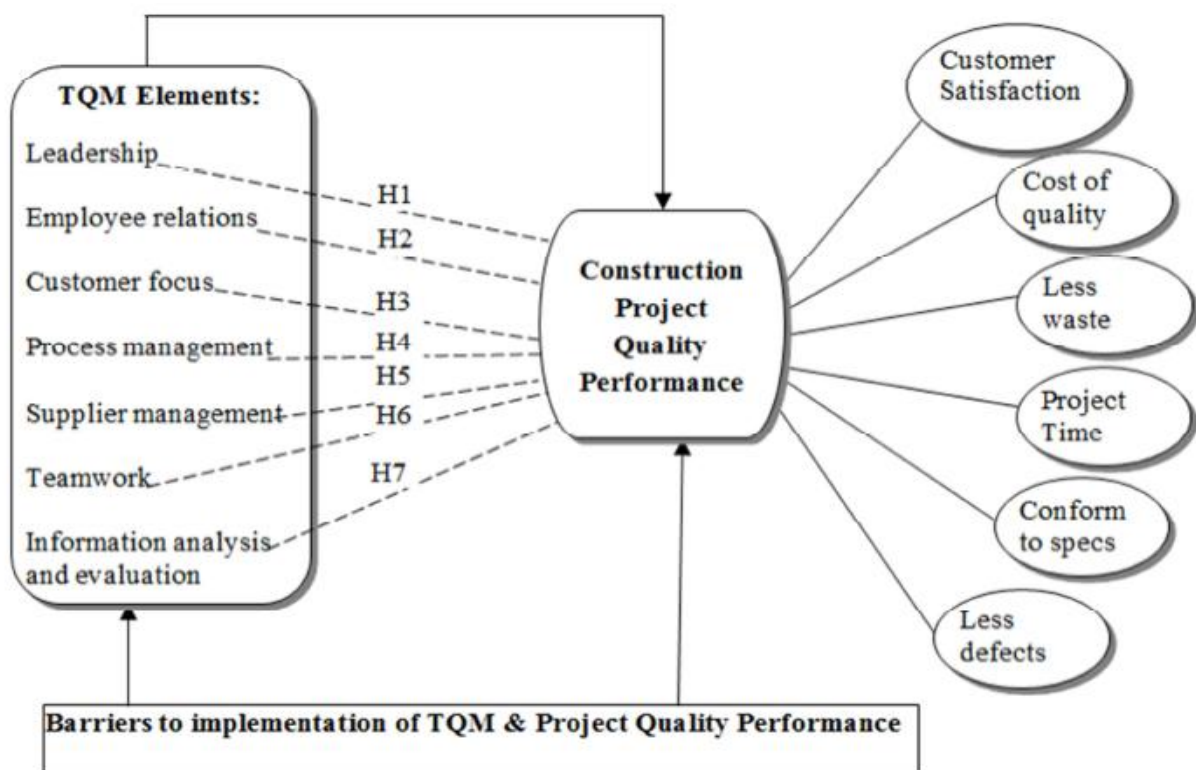 TQM Elements:
Leadership
Employee relations
Customer focus
Process management
Supplier management
Teamwork
Information analysis
and evaluation
H1
H2
H3
H4
H5
H6
H7
Construction
Project
Quality
Performance
Customer
Satisfaction
Cost of
quality
Less
waste
Project
Time
Conform
to specs
Less
defects
Barriers to implementation of TQM & Project Quality Performance